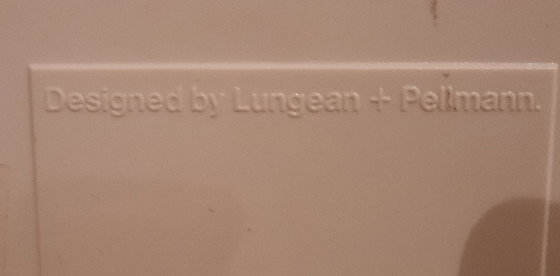 Designed by Lungean + Pellmann.